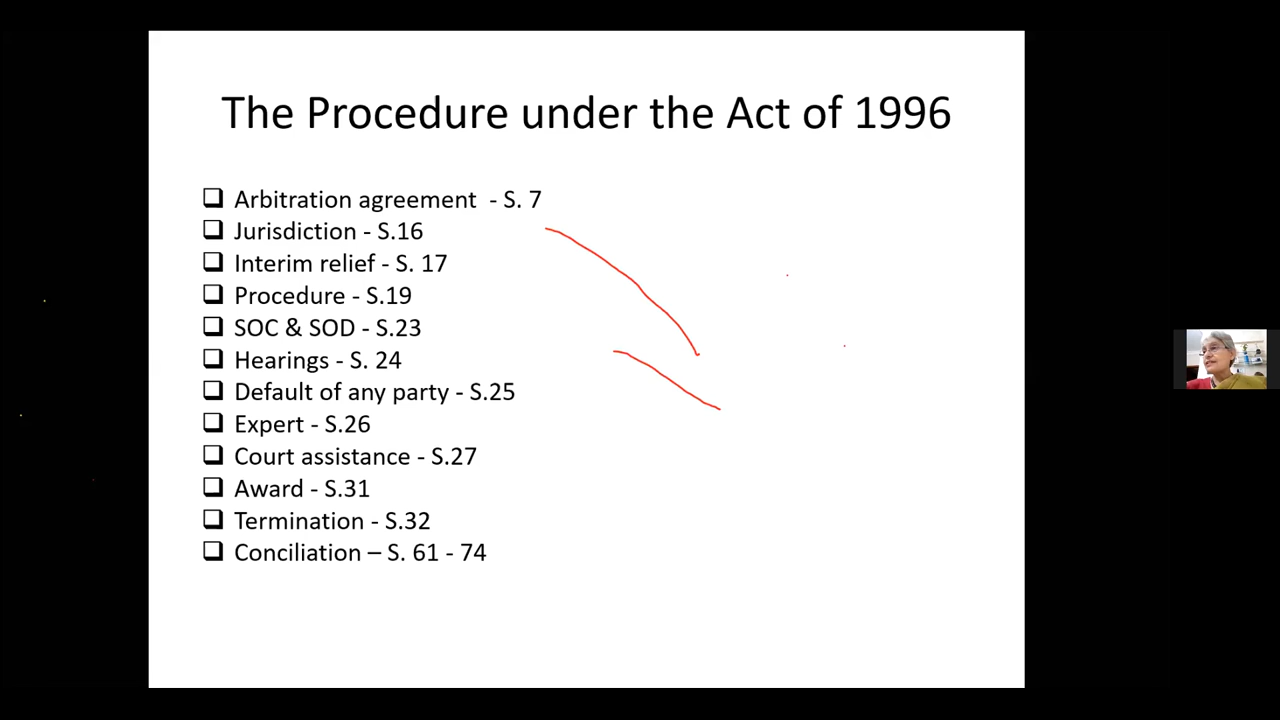 The Procedure under the Act of 1996
❑ Arbitration agreement  - S. 7
❑ Jurisdiction - S.16
❑ Interim relief - S. 17
❑ Procedure - S.19
❑ SOC & SOD - S.23
❑ Hearings - S. 24
❑ Default of any party - S.25
❑ Expert - S.26
❑ Court assistance - S.27
❑ Award - S.31
❑ Termination - S.32
❑ Conciliation – S. 61 - 74